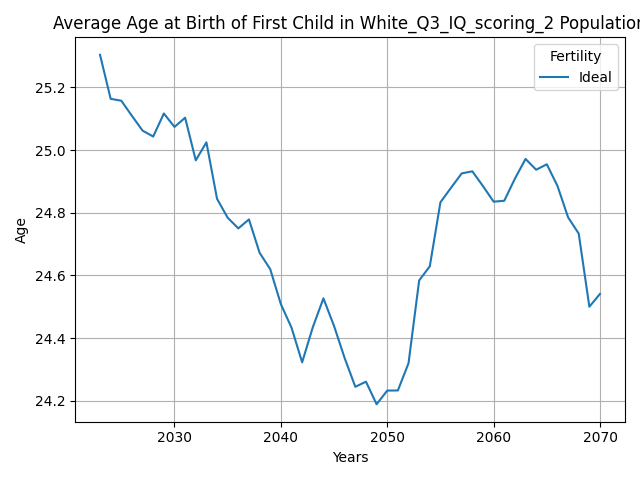 Average Age at Birth of First Child in White_Q3_IQ_scoring_2 Population
Fertility
Ideal
25.2
25.0
24.8
24.6
24.4
24.2
Age
2030 2040 2050 2060 2070
Years